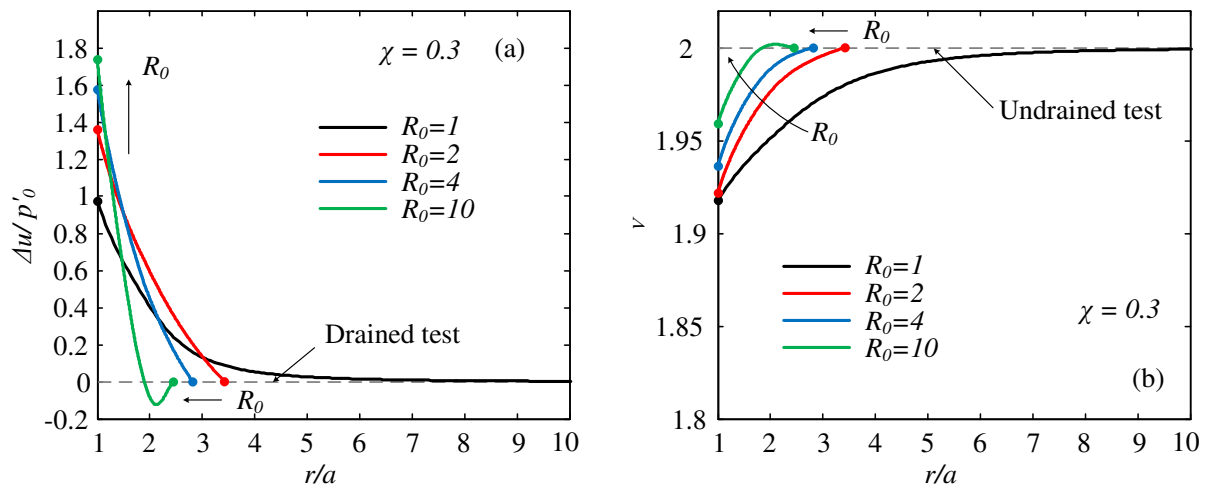 1.8
1.6
1.4
1.2
1
0.8
0.6
0.4
0.2
0
-0.2
Δu/ p'0
R0
χ = 0.3
(a)
R0=1
R0=2
R0=4
R0=10
Drained test
R0
1 2 3 4 5 6 7 8 9 10
r/a
2
1.95
1.9
1.85
1.8
v
R0
Undrained test
R0
R0=1
R0=2
R0=4
R0=10
χ = 0.3
(b)
1 2 3 4 5 6 7 8 9 10
r/a